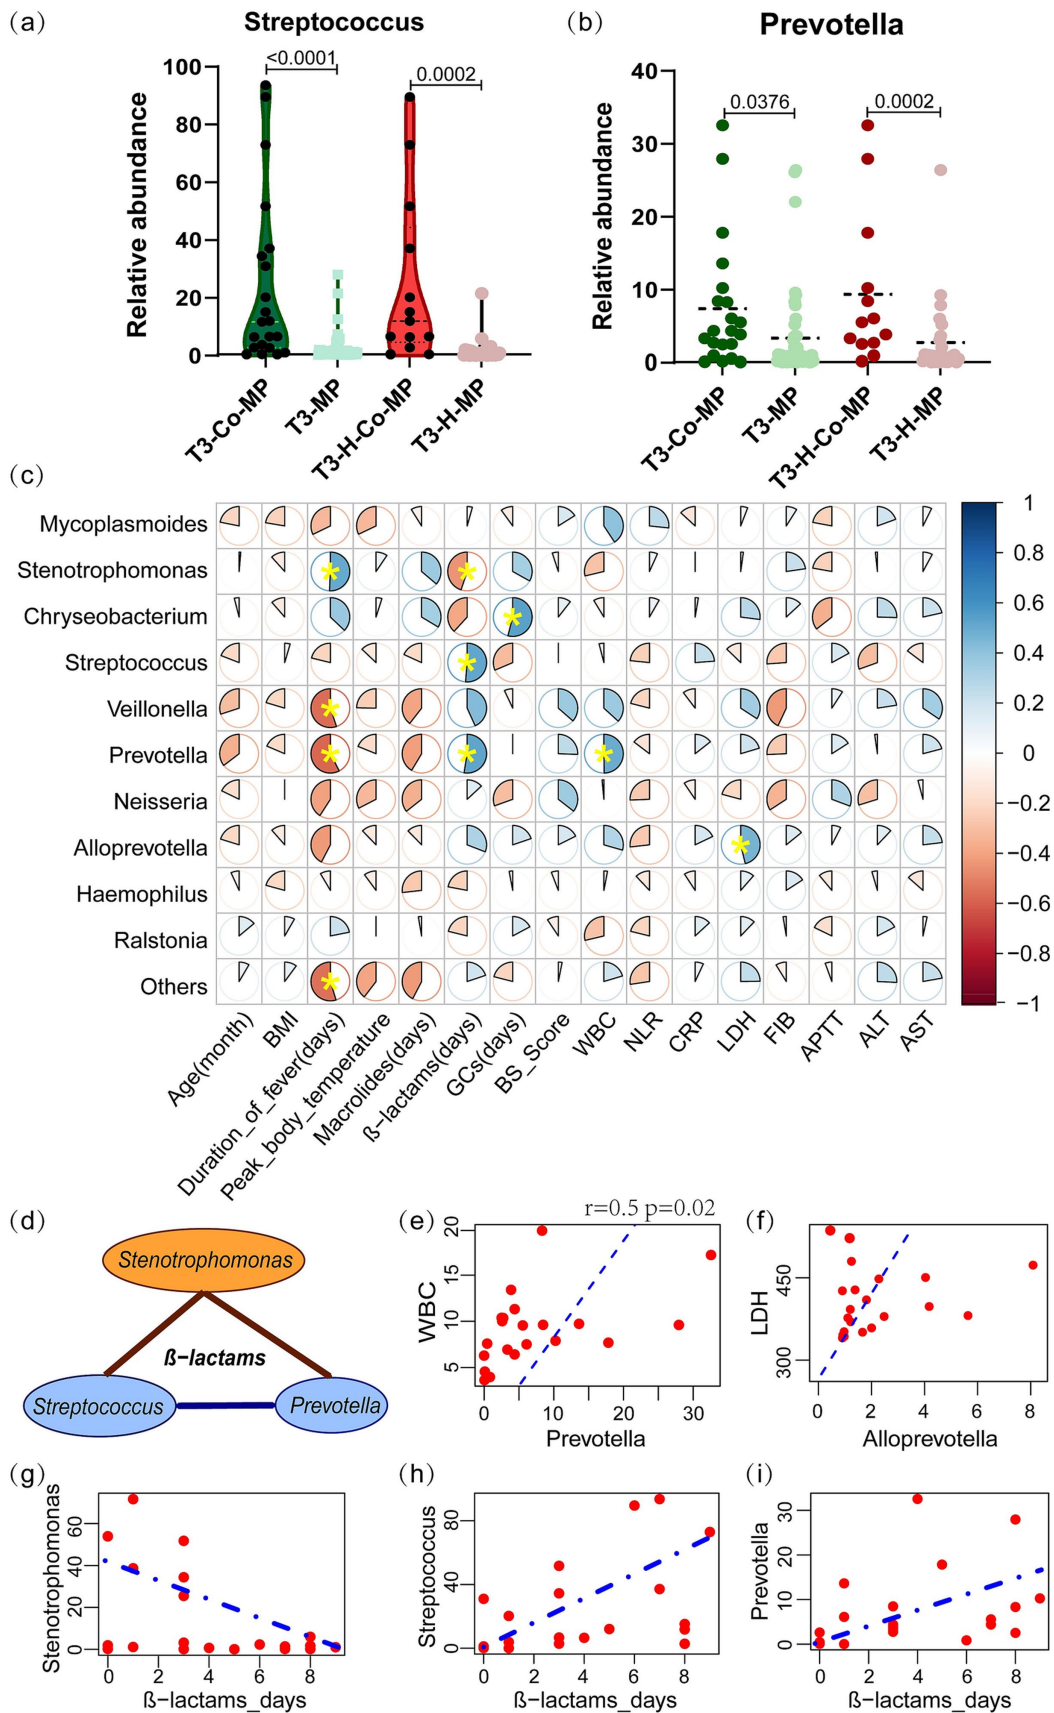 (a)
Streptococcus
Relative abundance
100
80
60
40
20
0
<0.0001
0.0002
T3-Co-MP
T3-MP
T3-H-Co-MP
T3-H-MP
(b)
Prevotella
Relative abundance
40
30
20
10
0
0.0376
0.0002
T3-Co-MP
T3-MP
T3-H-Co-MP
T3-H-MP
(c)
Mycoplasmoides
Stenotrophomonas
Chryseobacterium
Streptococcus
Veillonella
Prevotella
Neisseria
Alloprevotella
Haemophilus
Ralstonia
Others
Age(month)
BMI
Duration_of_fever(days)
Peak_body_temperature
Macrolides(days)
ß-lactams(days)
GCs(days)
BS_Score
WBC
NLR
CRP
LDH
FIB
APTT
ALT
AST
1
0.8
0.6
0.4
0.2
0
−0.2
−0.4
−0.6
−0.8
−1
(d)
Stenotrophomonas
ß-lactams
Streptococcus
Prevotella
(e)
r=0.5 p=0.02
WBC
20
15
10
5
0 10 20 30
Prevotella
(f)
LDH
450
300
0 2 4 6 8
Alloprevotella
(g)
Stenotrophomonas
60
40
20
0
0 2 4 6 8
ß-lactams_days
(h)
Streptococcus
80
40
0
0 2 4 6 8
ß-lactams_days
(i)
Prevotella
30
20
10
0
0 2 4 6 8
ß-lactams_days